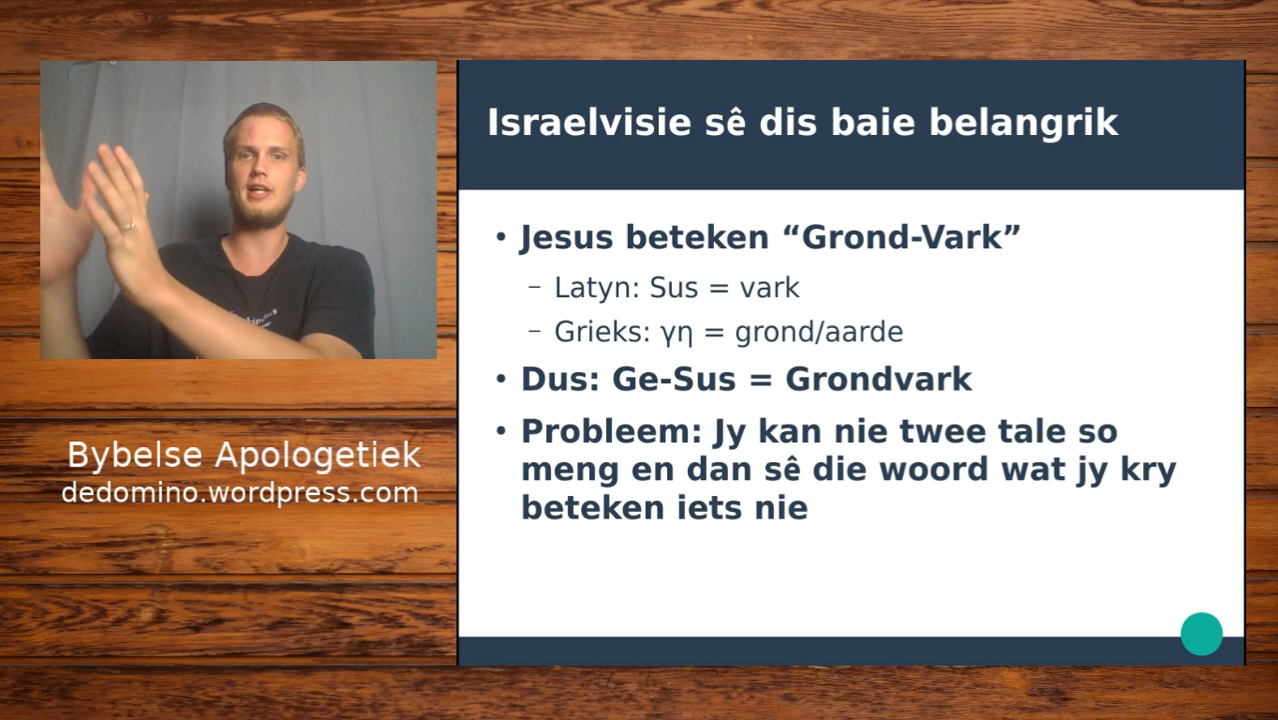 Israelvisie sê dis baie belangrik
• Jesus beteken “Grond-Vark”
– Latyn: Sus = vark
– Grieks: γη = grond/aarde
• Dus: Ge-Sus = Grondvark
• Probleem: Jy kan nie twee tale so
meng en dan sê die woord wat jy kry
beteken iets nie
Bybelse Apologetiek
dedomino.wordpress.com